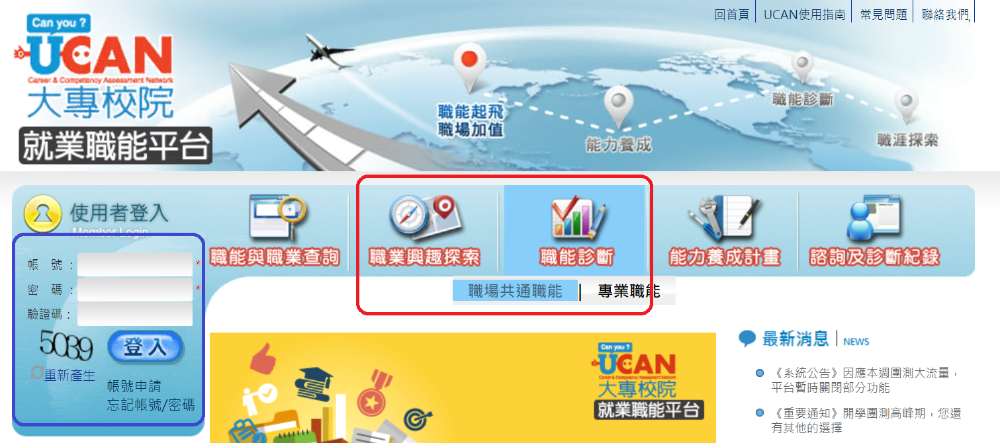 回首頁 UCAN使用指南 常見問題 聯絡我們
Can you ?
UCAN
Career & Competency Assessment Network
大專校院
就業職能平台
職能起飛
職場加值
能力養成
職能診斷
職涯探索
使用者登入
Member Login
帳 號 : *
密 碼 : *
驗證碼 :
5039
登入
重新產生
帳號申請
忘記帳號/密碼
職能與職業查詢
職業興趣探索
職能診斷
能力養成計畫
諮詢及診斷紀錄
職場共通職能 | 專業職能
Can you ?
UCAN
Career & Competency Assessment Network
大專校院
就業職能平台
最新消息 | NEWS
《系統公告》因應本週團測大流量，
平台暫時關閉部分功能
《重要通知》開學團測高峰期，您還
有其他的選擇